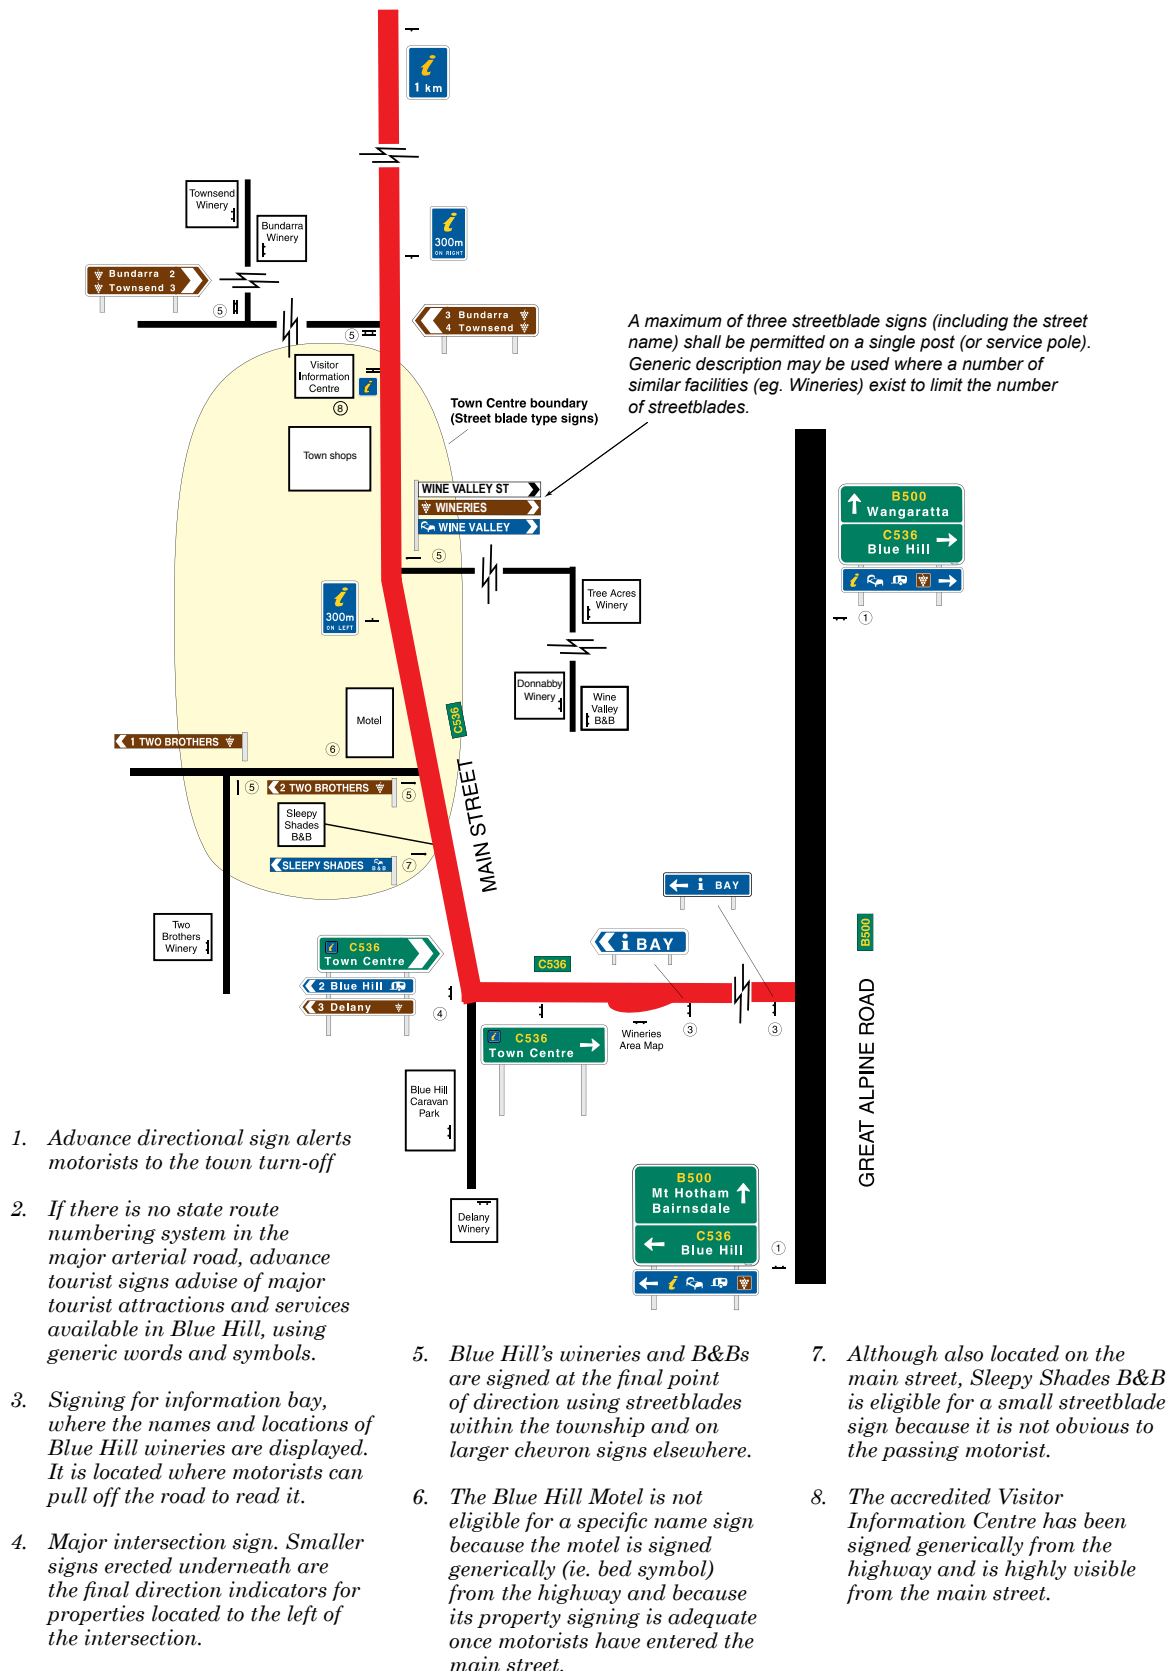 i
1 km
Townsend
Winery
Bundarra
Winery
i
300m
ON RIGHT
Bundarra 2
Townsend 3
5
3 Bundarra
4 Townsend
5
A maximum of three streetblade signs (including the street
name) shall be permitted on a single post (or service pole).
Generic description may be used where a number of
similar facilities (eg. Wineries) exist to limit the number
of streetblades.
Visitor
Information
Centre
i
8
Town Centre boundary
(Street blade type signs)
Town shops
WINE VALLEY ST
WINERIES
WINE VALLEY
5
B500
Wangaratta
C536
Blue Hill
i
1
i
300m
ON LEFT
Tree Acres
Winery
Donnabby
Winery
Wine
Valley
B&B
Motel
C536
6
1 TWO BROTHERS
5
2 TWO BROTHERS
5
Sleepy
Shades
B&B
MAIN STREET
SLEEPY SHADES B&B
7
i BAY
Two
Brothers
Winery
i C536
Town Centre
2 Blue Hill
3 Delany
4
C536
i BAY
B500
GREAT ALPINE ROAD
3
3
Wineries
Area Map
i C536
Town Centre
Blue Hill
Caravan
Park
Delany
Winery
B500
Mt Hotham
Bairnsdale
C536
Blue Hill
i
1
1. Advance directional sign alerts
motorists to the town turn-off
2. If there is no state route
numbering system in the
major arterial road, advance
tourist signs advise of major
tourist attractions and services
available in Blue Hill, using
generic words and symbols.
3. Signing for information bay,
where the names and locations of
Blue Hill wineries are displayed.
It is located where motorists can
pull off the road to read it.
4. Major intersection sign. Smaller
signs erected underneath are
the final direction indicators for
properties located to the left of
the intersection.
5. Blue Hill's wineries and B&Bs
are signed at the final point
of direction using streetblades
within the township and on
larger chevron signs elsewhere.
6. The Blue Hill Motel is not
eligible for a specific name sign
because the motel is signed
generically (ie. bed symbol)
from the highway and because
its property signing is adequate
once motorists have entered the
main street.
7. Although also located on the
main street, Sleepy Shades B&B
is eligible for a small streetblade
sign because it is not obvious to
the passing motorist.
8. The accredited Visitor
Information Centre has been
signed generically from the
highway and is highly visible
from the main street.